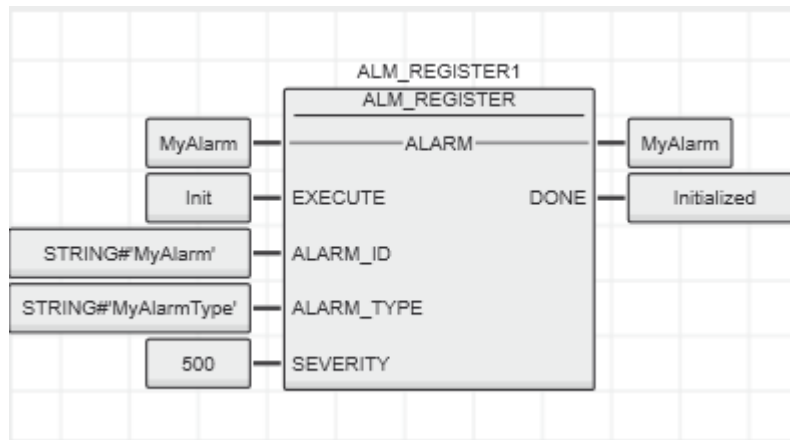 ALM_REGISTER1
ALM_REGISTER
MyAlarm
ALARM
MyAlarm
Init
EXECUTE
DONE
Initialized
STRING#'MyAlarm'
ALARM_ID
STRING#'MyAlarmType'
ALARM_TYPE
500
SEVERITY